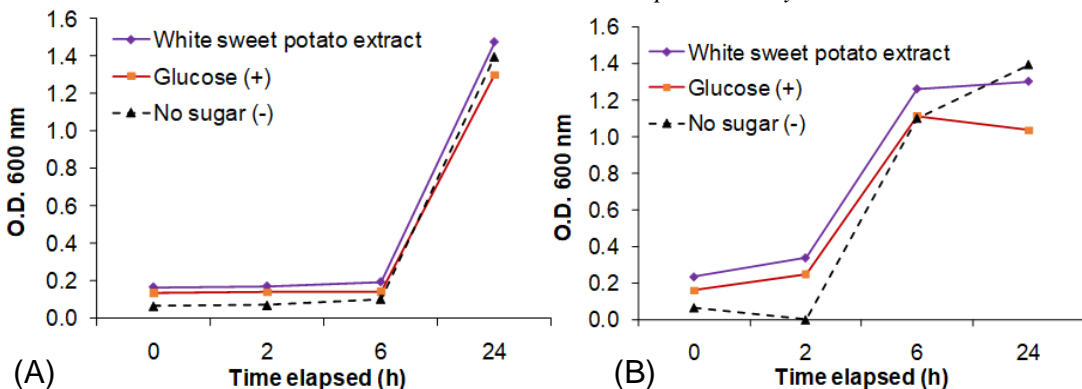 1.6
1.4
1.2
1.0
0.8
0.6
0.4
0.2
0.0
O.D. 600 nm
White sweet potato extract
Glucose (+)
No sugar (-)
0 2 6 24
Time elapsed (h)
(A)
1.6
1.4
1.2
1.0
0.8
0.6
0.4
0.2
0.0
O.D. 600 nm
White sweet potato extract
Glucose (+)
No sugar (-)
0 2 6 24
Time elapsed (h)
(B)